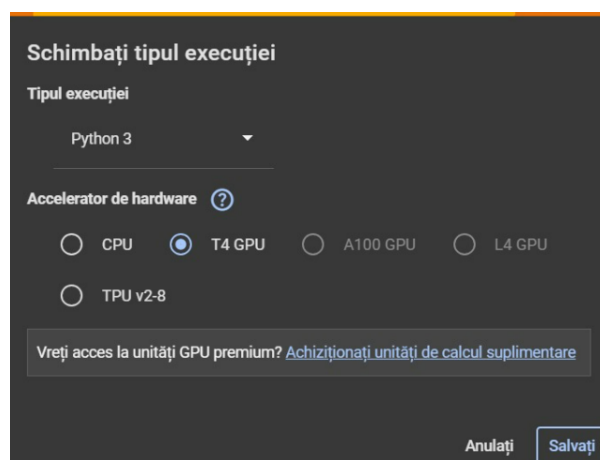 Schimbați tipul execuției
Tipul execuției
Python 3
Accelerator de hardware
CPU T4 GPU A100 GPU L4 GPU
TPU v2-8
Vreți acces la unități GPU premium? Achiziționați unități de calcul suplimentare
Anulați Salvați